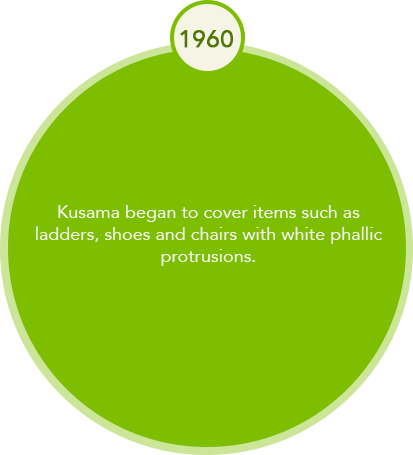 1960
Kusama began to cover items such as
ladders, shoes and chairs with white phallic
protrusions.